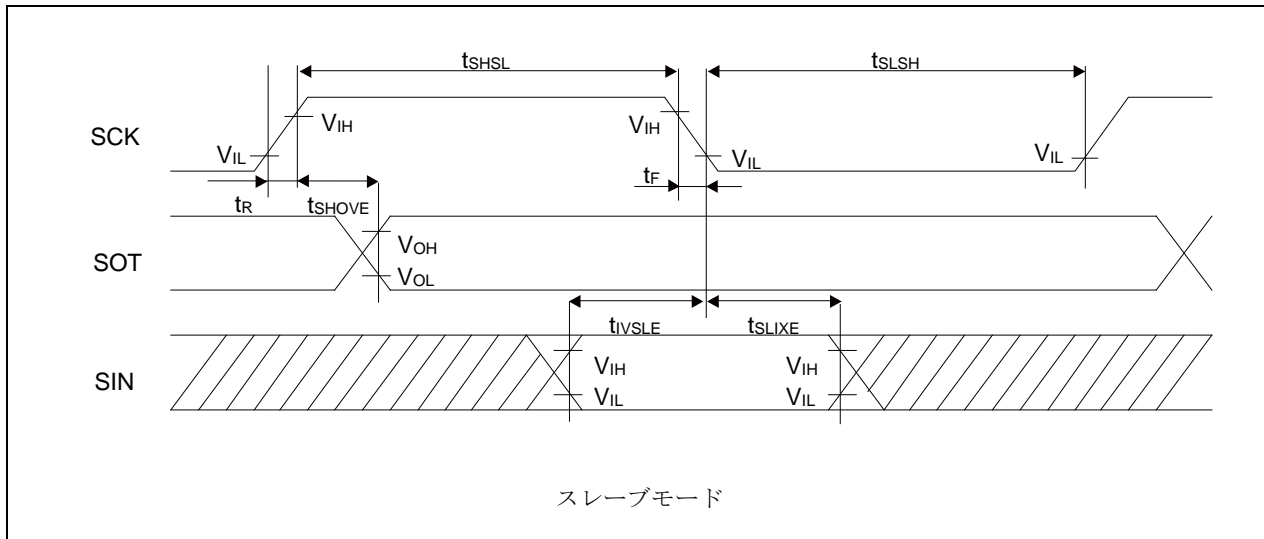 tSHSL
tSLSH
SCK
VIH
VIH
VIL
VIL
VIL
tF
tR
tSHOVE
SOT
VOH
VOL
tIVSLE
tSLIXE
SIN
VIH
VIH
VIL
VIL
スレーブモード